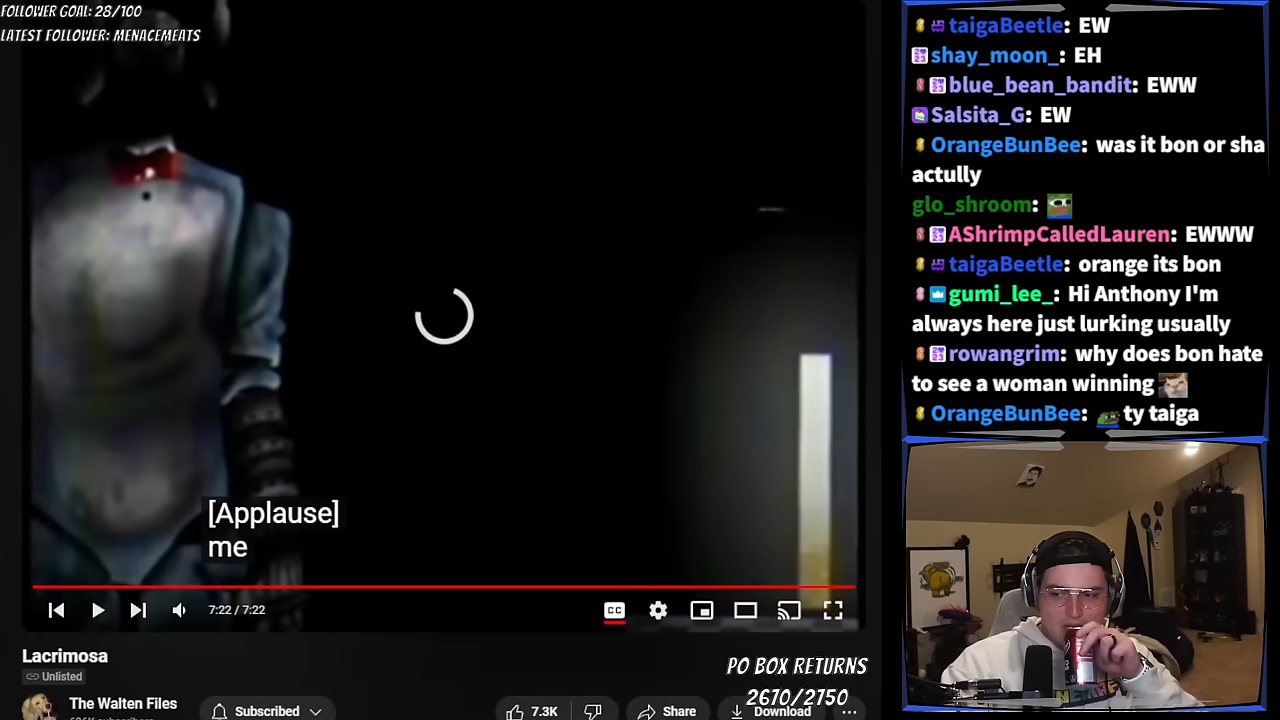 FOLLOWER GOAL: 28/100
LATEST FOLLOWER: MENACEMEATS
[Applause]
me
7:22 / 7:22
CC
Lacrimosa
Unlisted
The Walten Files
Subscribed
7.3K
Share
Download
PO BOX RETURNS
2670/2750
taigaBeetle: EW
shay_moon_: EH
blue_bean_bandit: EWW
Salsita_G: EW
OrangeBunBee: was it bon or sha
actully
glo_shroom:
AShrimpCalledLauren: EWWW
taigaBeetle: orange its bon
gumi_lee_: Hi Anthony I'm
always here just lurking usually
rowangrim: why does bon hate
to see a woman winning
OrangeBunBee: ty taiga